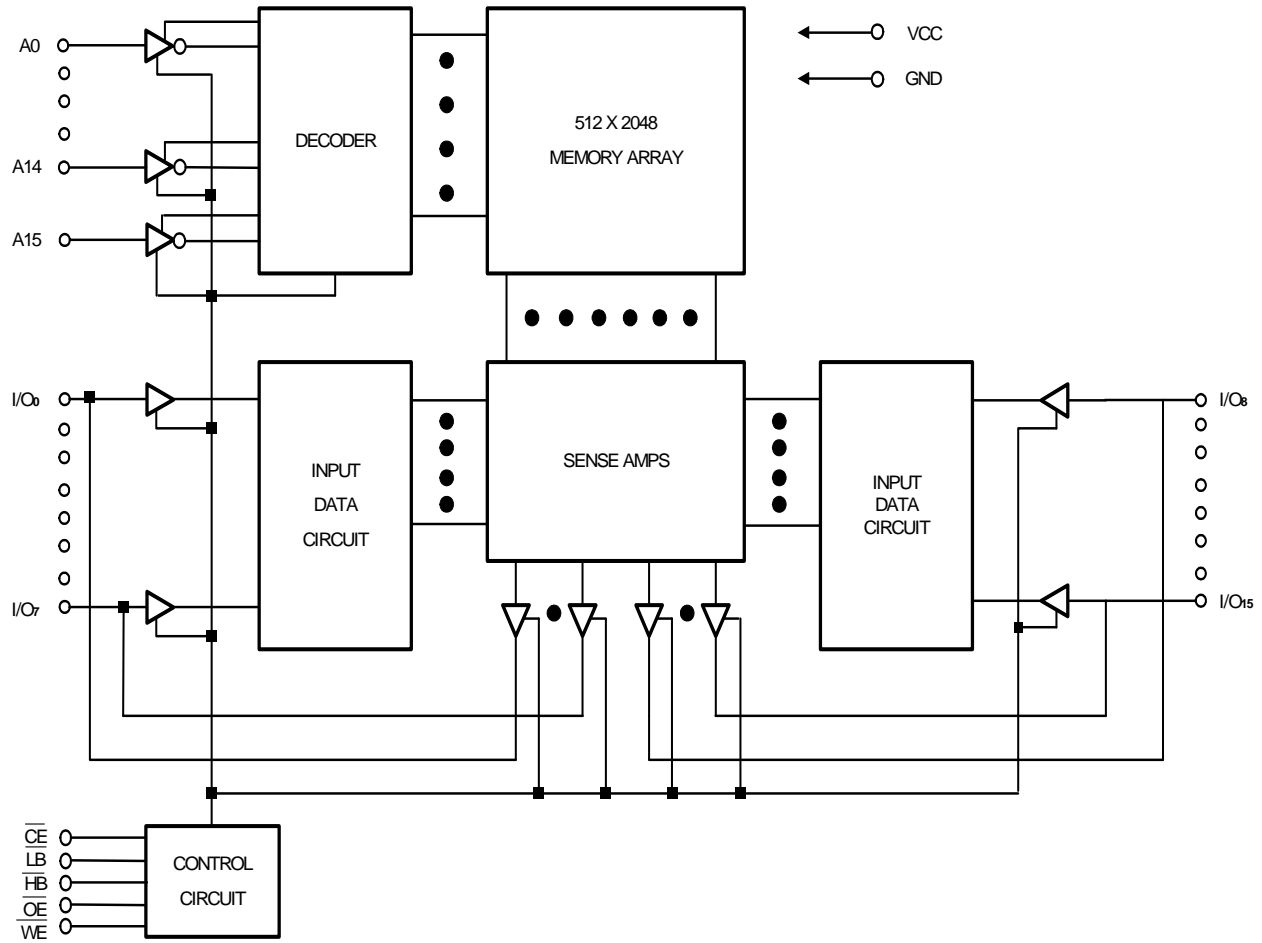 A0
A14
A15
DECODER
512 X 2048
MEMORY ARRAY
VCC
GND
I/O0
I/O7
INPUT
DATA
CIRCUIT
SENSE AMPS
INPUT
DATA
CIRCUIT
I/O8
I/O15
CE
LB
HB
OE
WE
CONTROL
CIRCUIT